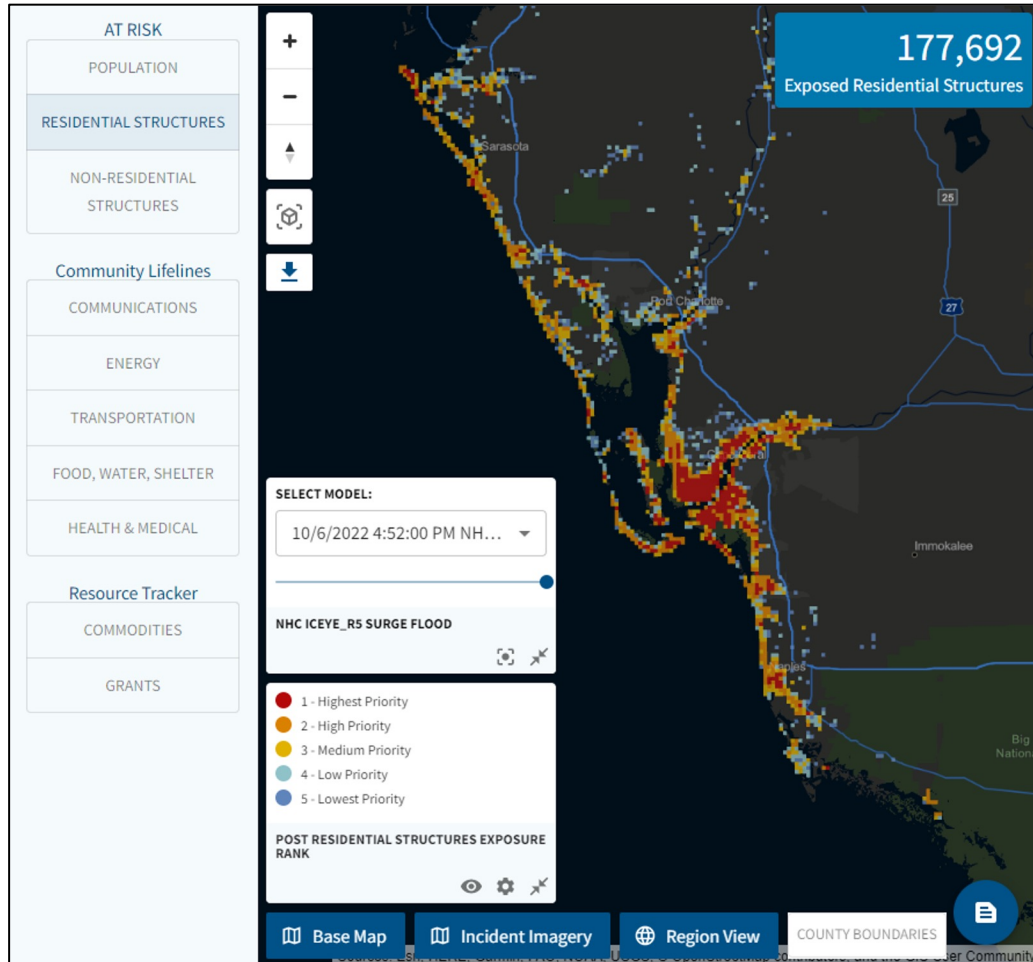 AT RISK
POPULATION
RESIDENTIAL STRUCTURES
NON-RESIDENTIAL
STRUCTURES
Community Lifelines
COMMUNICATIONS
ENERGY
TRANSPORTATION
FOOD, WATER, SHELTER
HEALTH & MEDICAL
Resource Tracker
COMMODITIES
GRANTS
+
−
177,692
Exposed Residential Structures
Sarasota
25
Port Charlotte
27
Immokalee
Naples
Big
Nation
SELECT MODEL:
10/6/2022 4:52:00 PM NH...
NHC ICEYE_R5 SURGE FLOOD
1 - Highest Priority
2 - High Priority
3 - Medium Priority
4 - Low Priority
5 - Lowest Priority
POST RESIDENTIAL STRUCTURES EXPOSURE
RANK
Base Map
Incident Imagery
Region View
COUNTY BOUNDARIES